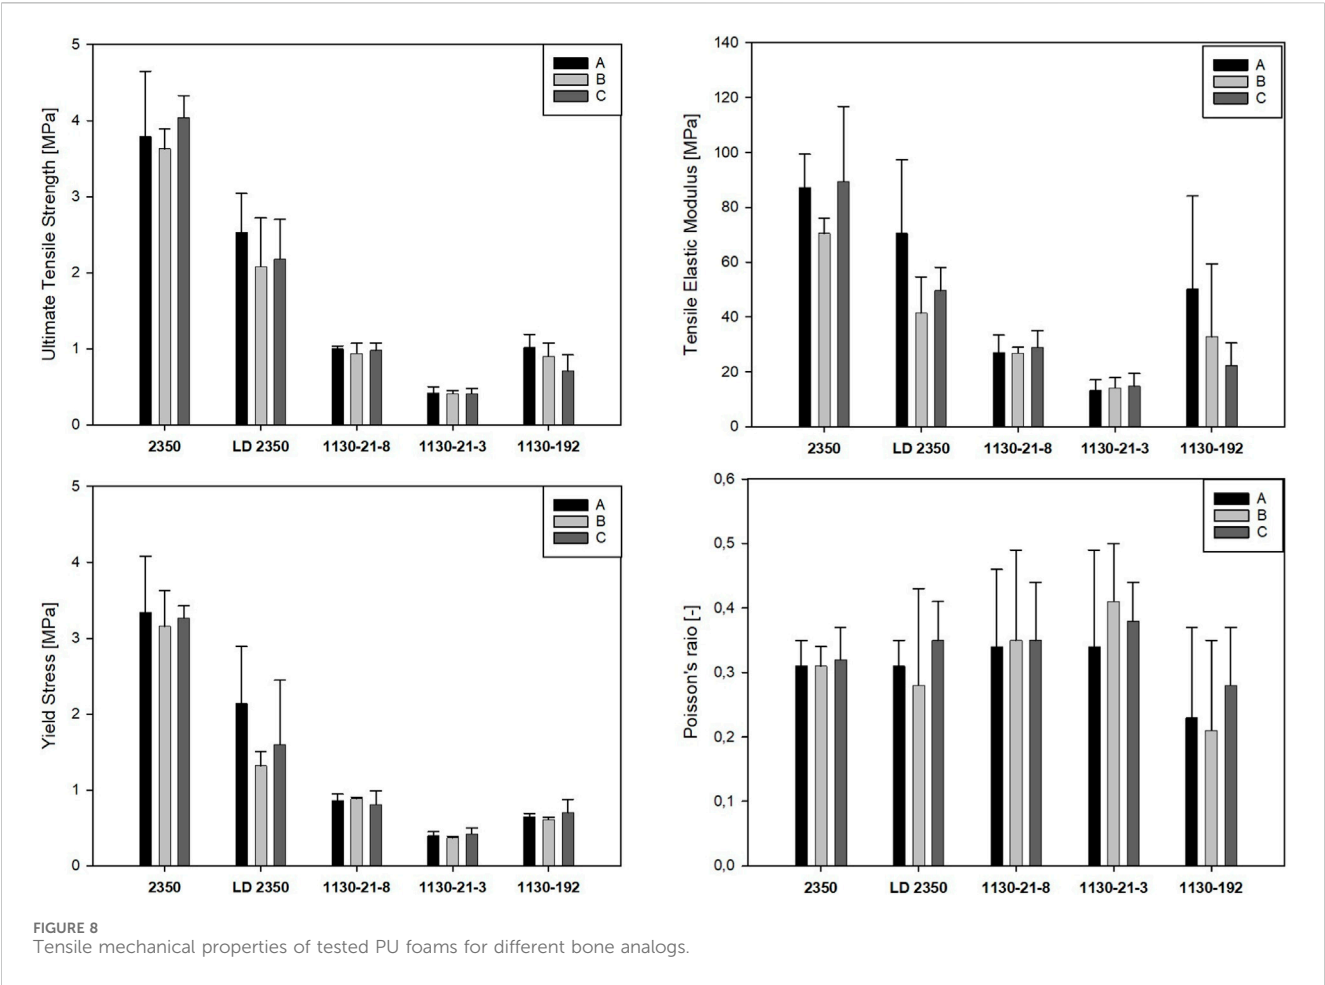 5
4
3
2
1
0
Ultimate Tensile Strength [MPa]
A
B
C
2350 LD 2350 1130-21-8 1130-21-3 1130-192
140
120
100
80
60
40
20
0
Tensile Elastic Modulus [MPa]
A
B
C
2350 LD 2350 1130-21-8 1130-21-3 1130-192
5
4
3
2
1
0
Yield Stress [MPa]
A
B
C
2350 LD 2350 1130-21-8 1130-21-3 1130-192
0,6
0,5
0,4
0,3
0,2
0,1
0,0
Poisson's raio [-]
A
B
C
2350 LD 2350 1130-21-8 1130-21-3 1130-192
FIGURE 8
Tensile mechanical properties of tested PU foams for different bone analogs.